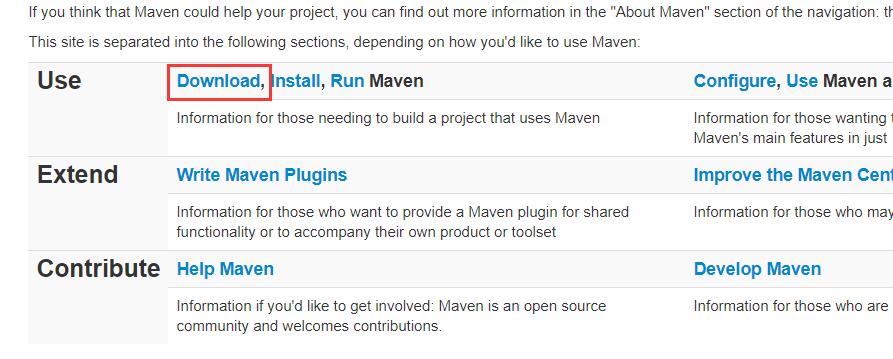 If you think that Maven could help your project, you can find out more information in the "About Maven" section of the navigation:
This site is separated into the following sections, depending on how you'd like to use Maven:
Use
Download, Install, Run Maven
Configure, Use Maven
Information for those needing to build a project that uses Maven
Information for those wanting
Maven's main features in just
Extend
Write Maven Plugins
Improve the Maven
Information for those who want to provide a Maven plugin for shared
functionality or to accompany their own product or toolset
Information for those who may
Contribute
Help Maven
Develop Maven
Information if you'd like to get involved: Maven is an open source
community and welcomes contributions.
Information for those who are